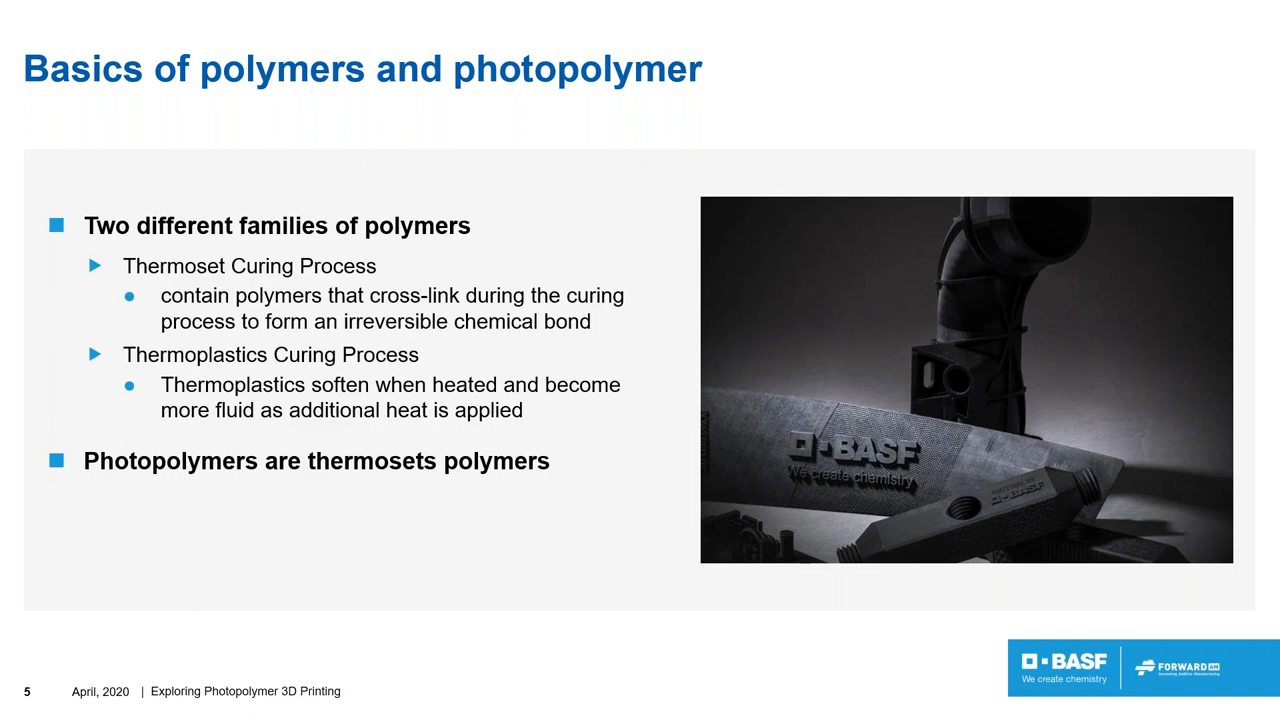 Basics of polymers and photopolymer
Two different families of polymers
Thermoset Curing Process
contain polymers that cross-link during the curing
process to form an irreversible chemical bond
Thermoplastics Curing Process
Thermoplastics soften when heated and become
more fluid as additional heat is applied
Photopolymers are thermosets polymers
BASF
We create chemistry
BASF
5 April, 2020 | Exploring Photopolymer 3D Printing
BASF
We create chemistry
FORWARD AM